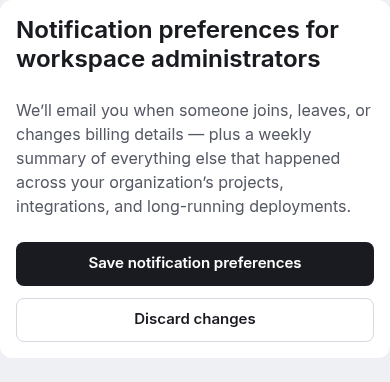 Notification preferences for
workspace administrators
We'll email you when someone joins, leaves, or
changes billing details — plus a weekly
summary of everything else that happened
across your organization's projects,
integrations, and long-running deployments.
Save notification preferences
Discard changes